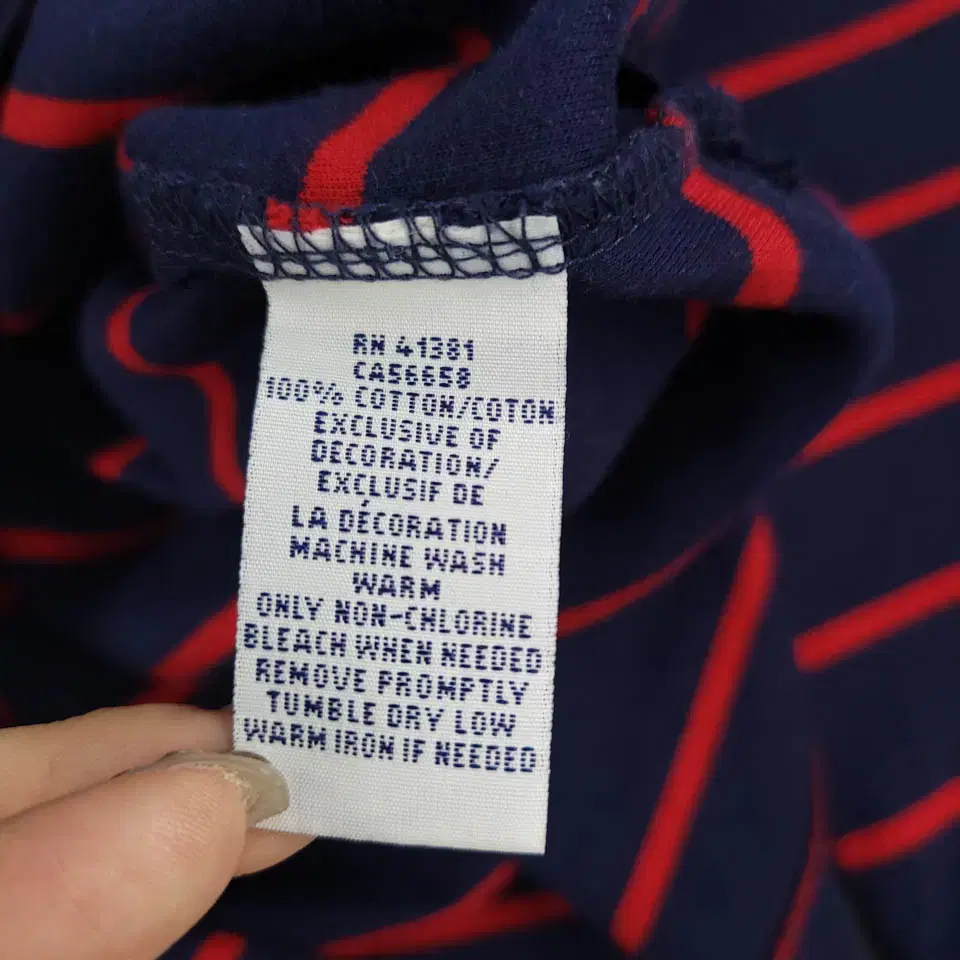 RN 41381
CA56658
100% COTTON/COTON
EXCLUSIVE OF
DECORATION/
EXCLUSIF DE
LA DÉCORATION
MACHINE WASH
WARM
ONLY NON-CHLORINE
BLEACH WHEN NEEDED
REMOVE PROMPTLY
TUMBLE DRY LOW
WARM IRON IF NEEDED